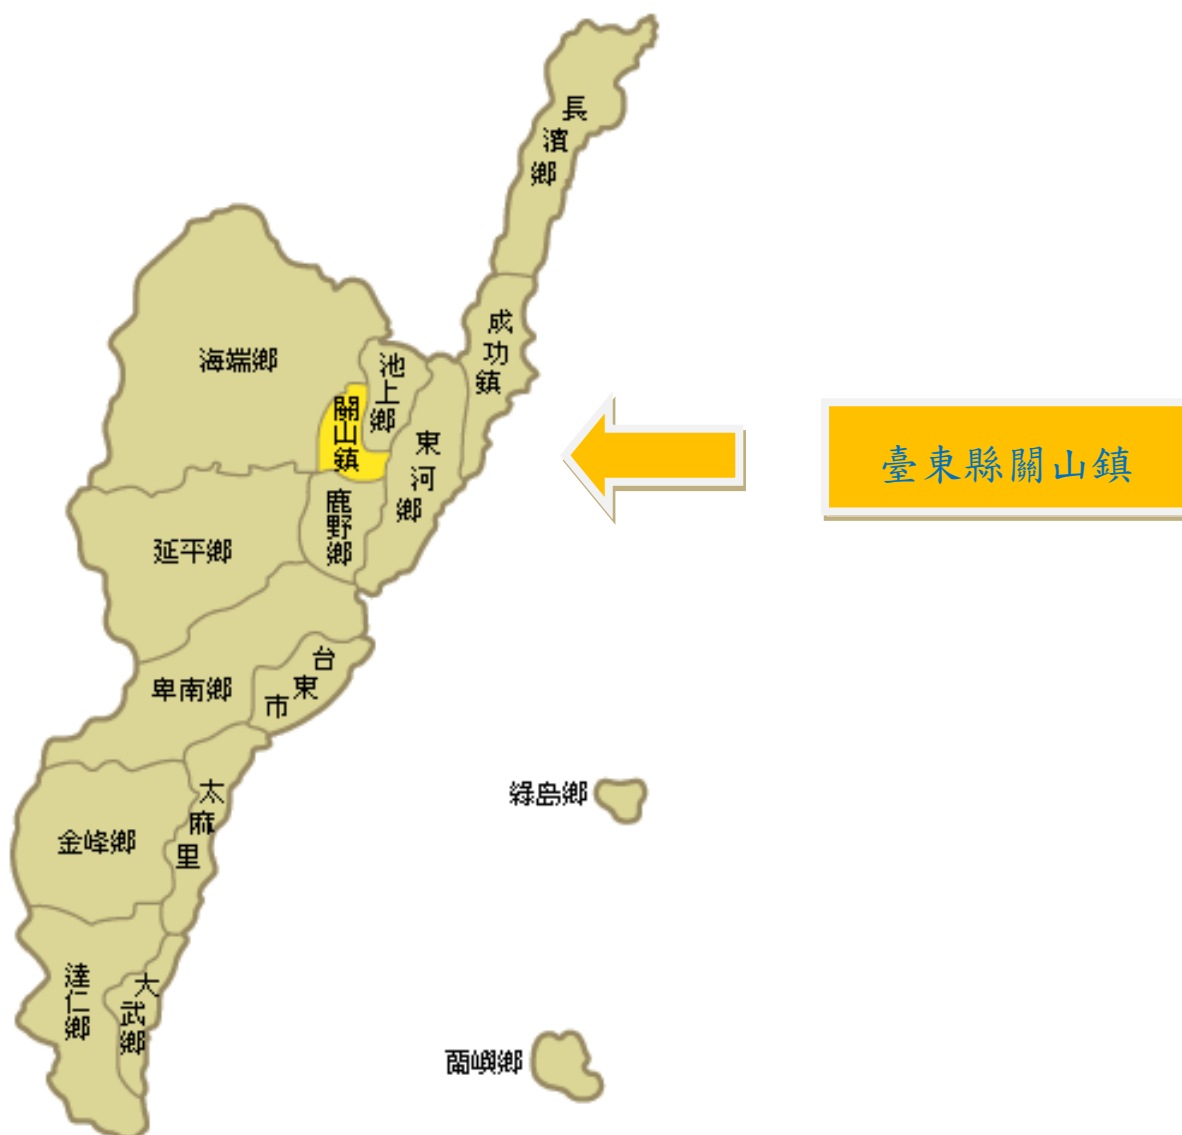 長濱鄉
成功鎮
海端鄉
池上鄉
關山鎮
東河鄉
臺東縣關山鎮
鹿野鄉
延平鄉
台東市
卑南鄉
太麻里
綠島鄉
金峰鄉
達仁鄉
大武鄉
蘭嶼鄉